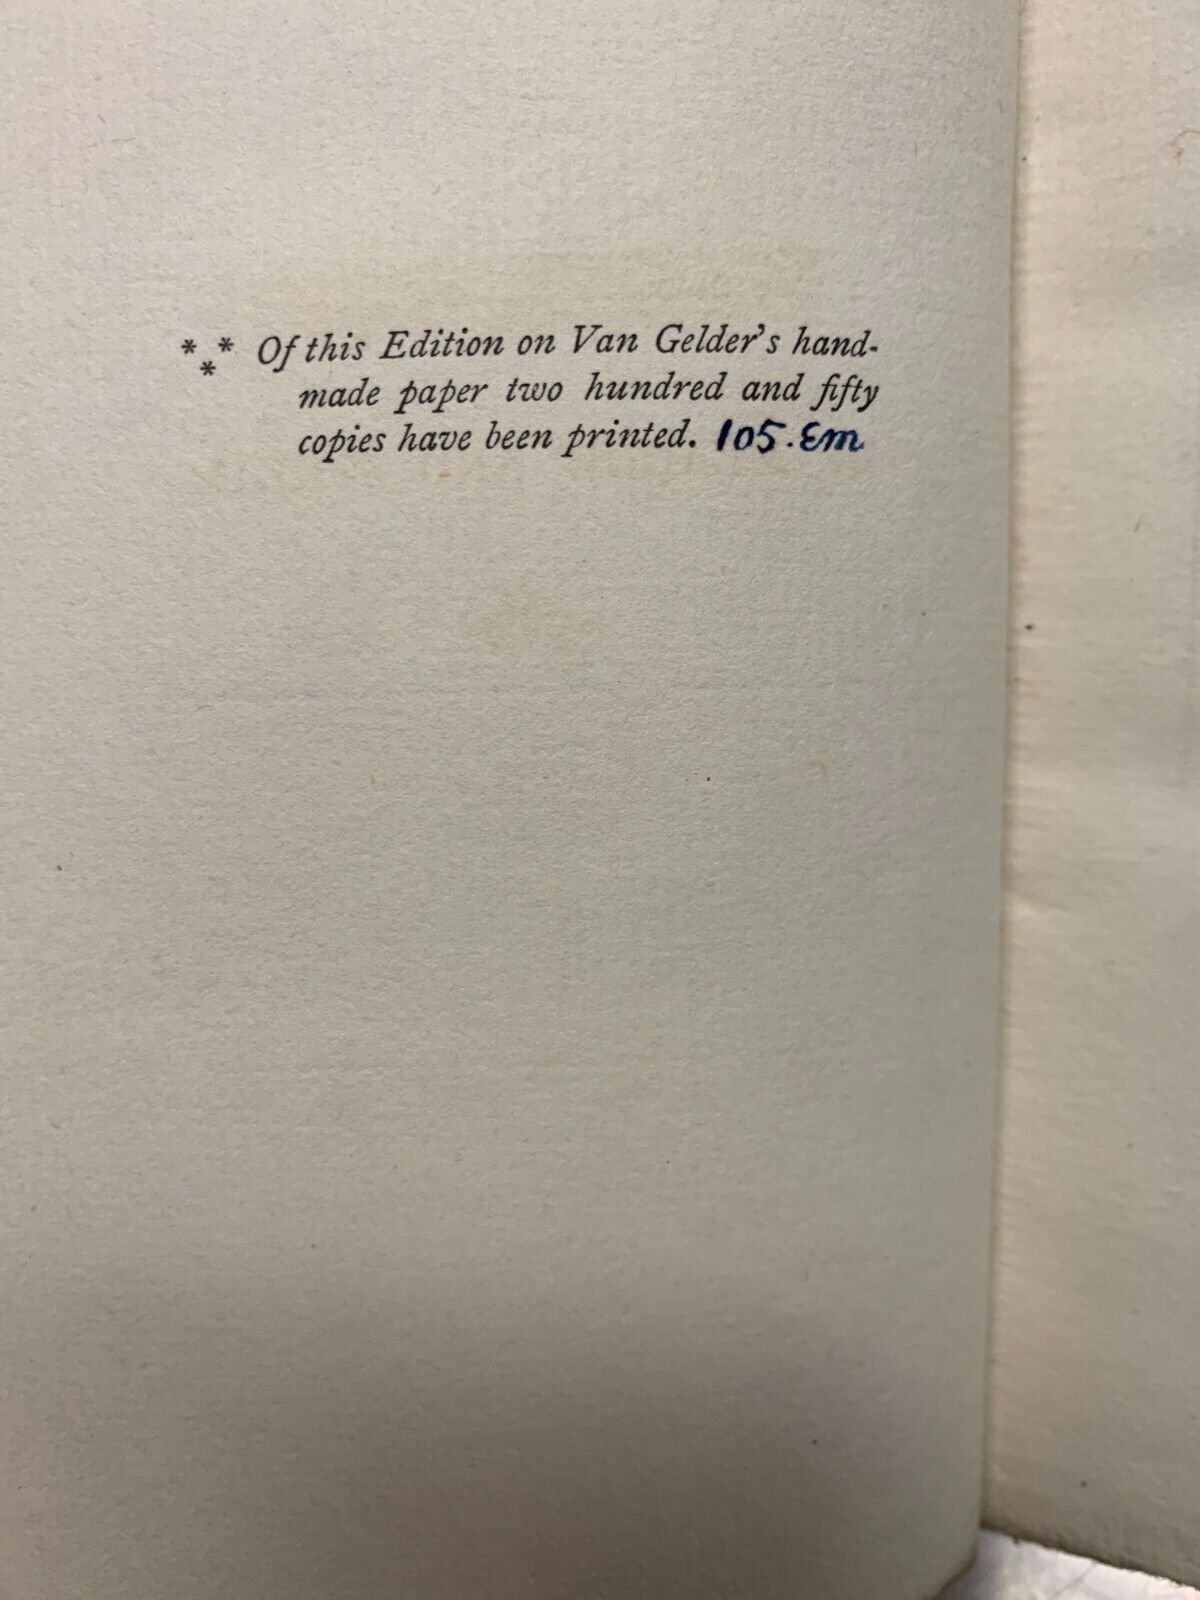 *** Of this Edition on Van Gelder's hand-
made paper two hundred and fifty
copies have been printed. 105. Em